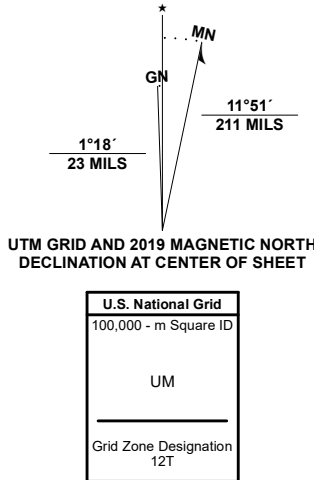 ★
MN
GN
1°18´
23 MILS
11°51´
211 MILS
UTM GRID AND 2019 MAGNETIC NORTH
DECLINATION AT CENTER OF SHEET
U.S. National Grid
100,000 - m Square ID
UM
Grid Zone Designation
12T